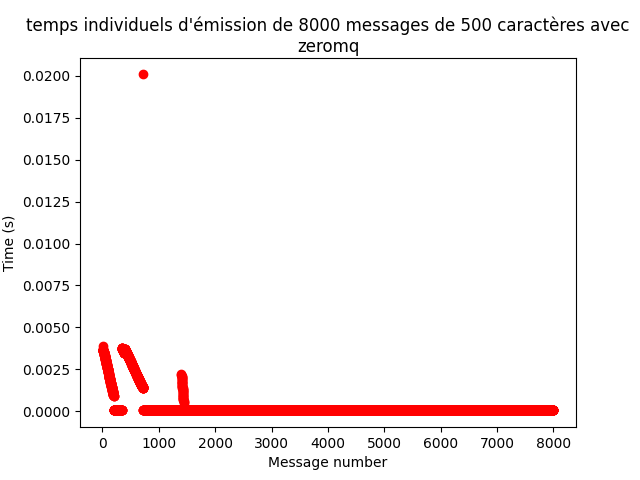 temps individuels d'émission de 8000 messages de 500 caractères avec
zeromq
0.0200
0.0175
0.0150
0.0125
0.0100
0.0075
0.0050
0.0025
0.0000
Time (s)
0 1000 2000 3000 4000 5000 6000 7000 8000
Message number